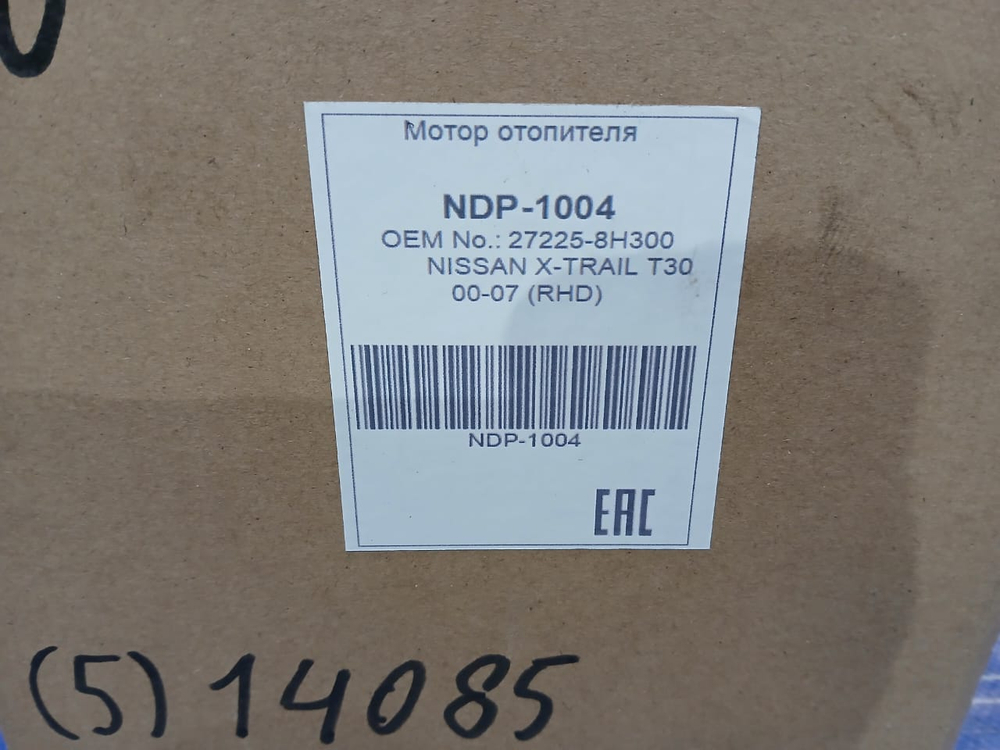 Мотор отопителя
NDP-1004
OEM No.: 27225-8H300
NISSAN X-TRAIL T30
00-07 (RHD)
NDP-1004
EAC
(5) 14085